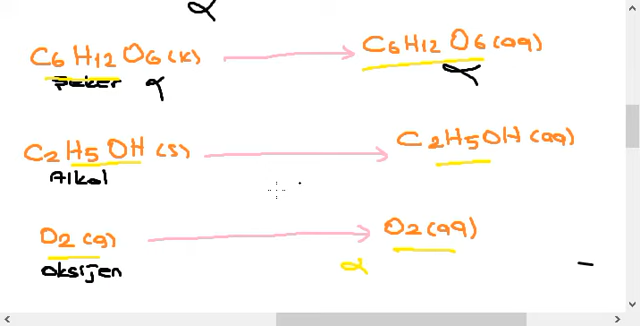 C6H12O6(k) → C6H12O6(aq)
şeker
C2H5OH(s) → C2H5OH(aq)
Alkol
O2(g) → O2(aq)
oksijen